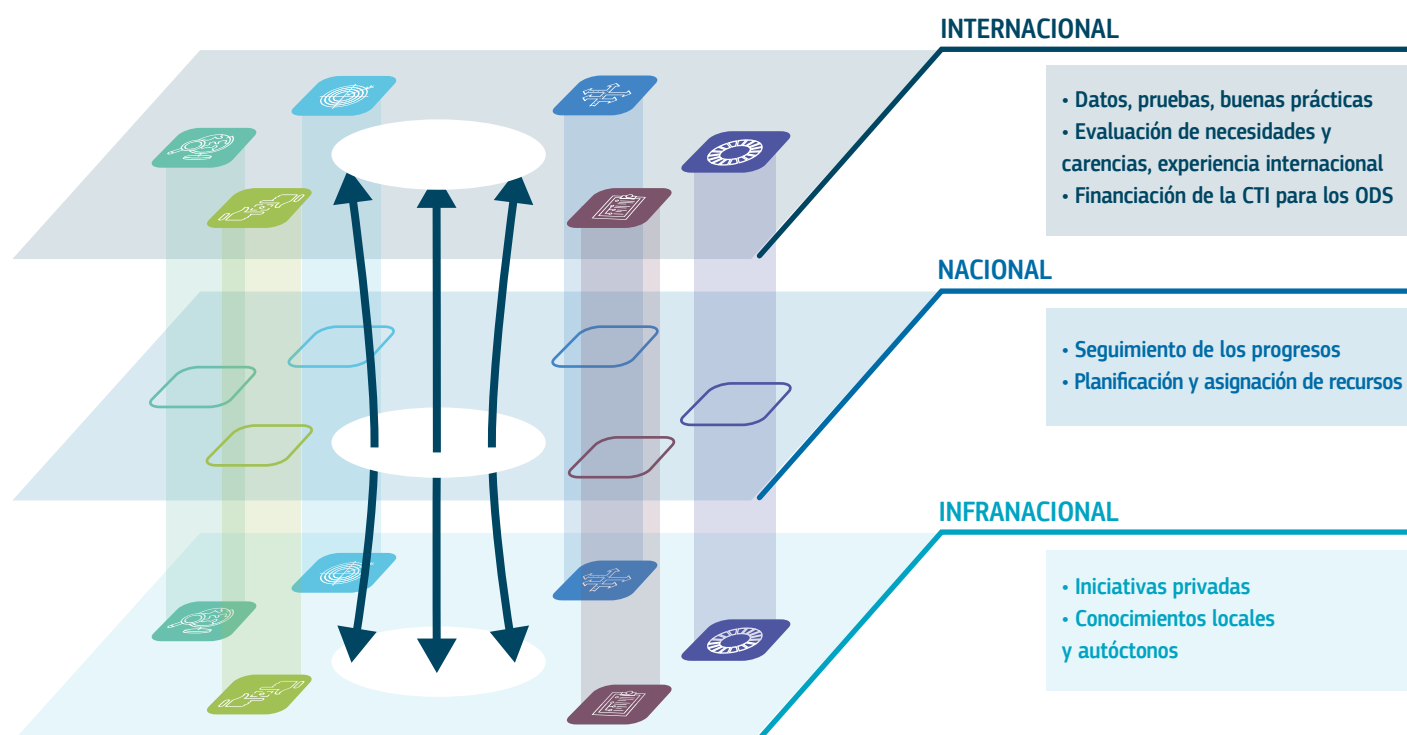 INTERNACIONAL
• Datos, pruebas, buenas prácticas
• Evaluación de necesidades y
carencias, experiencia internacional
• Financiación de la CTI para los ODS
NACIONAL
• Seguimiento de los progresos
• Planificación y asignación de recursos
INFRANACIONAL
• Iniciativas privadas
• Conocimientos locales
y autóctonos